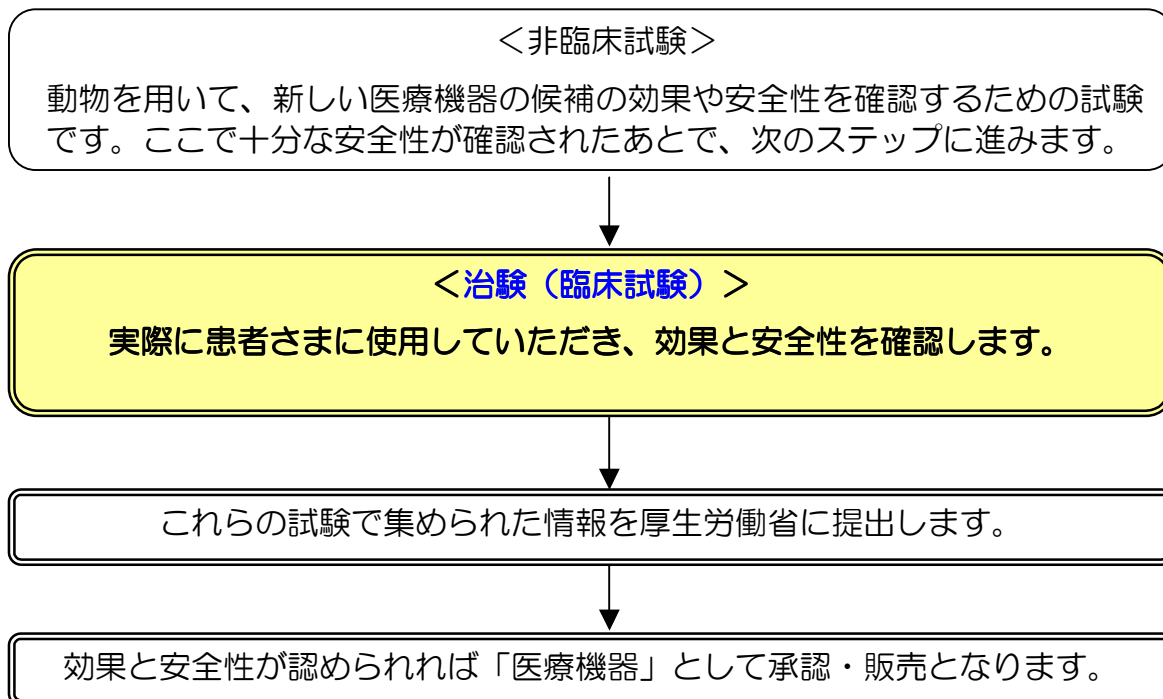 ＜非臨床試験＞
動物を用いて、新しい医療機器の候補の効果や安全性を確認するための試験
です。ここで十分な安全性が確認されたあとで、次のステップに進みます。
＜治験（臨床試験）＞
実際に患者さまに使用していただき、効果と安全性を確認します。
これらの試験で集められた情報を厚生労働省に提出します。
効果と安全性が認められれば「医療機器」として承認・販売となります。